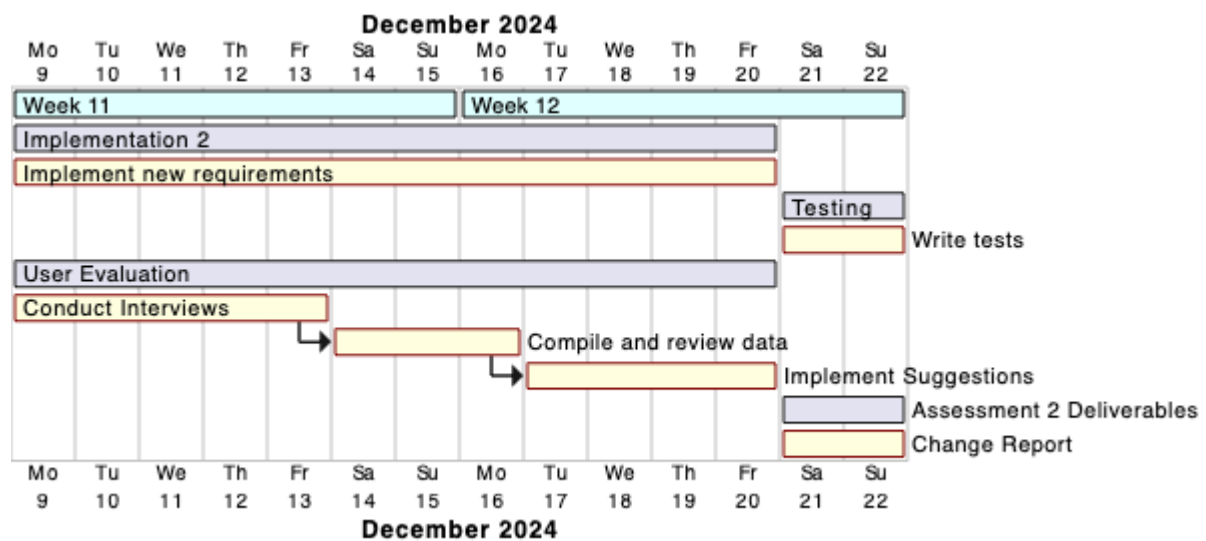 December 2024
Mo Tu We Th Fr Sa Su Mo Tu We Th Fr Sa Su
9 10 11 12 13 14 15 16 17 18 19 20 21 22
Week 11 Week 12
Implementation 2
Implement new requirements
Testing
Write tests
User Evaluation
Conduct Interviews
Compile and review data
Implement Suggestions
Assessment 2 Deliverables
Change Report
Mo Tu We Th Fr Sa Su Mo Tu We Th Fr Sa Su
9 10 11 12 13 14 15 16 17 18 19 20 21 22
December 2024